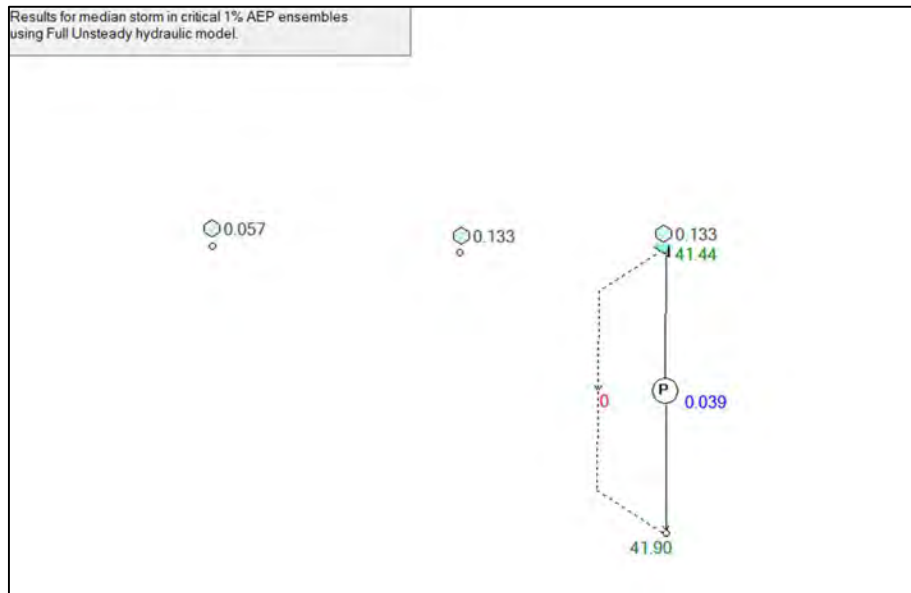 Results for median storm in critical 1% AEP ensembles
using Full Unsteady hydraulic model.
0.057
0.133
0.133
41.44
P
0
0.039
41.90